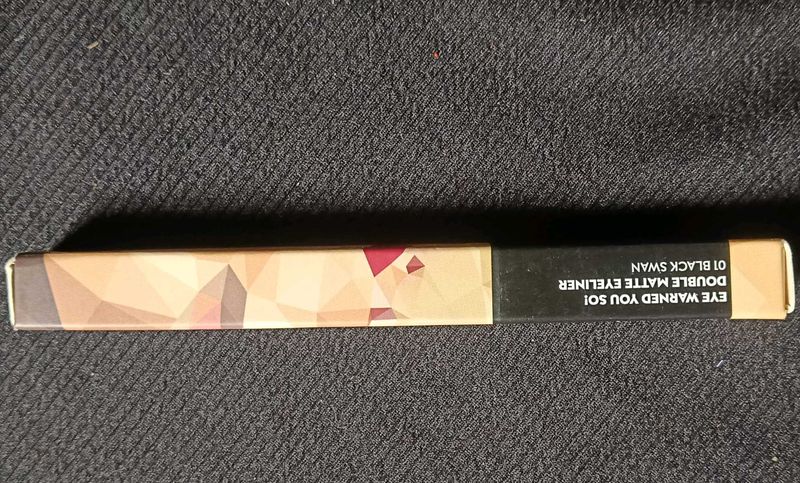 EYE WARNED YOU SO!
DOUBLE MATTE EYELINER
01 BLACK SWAN